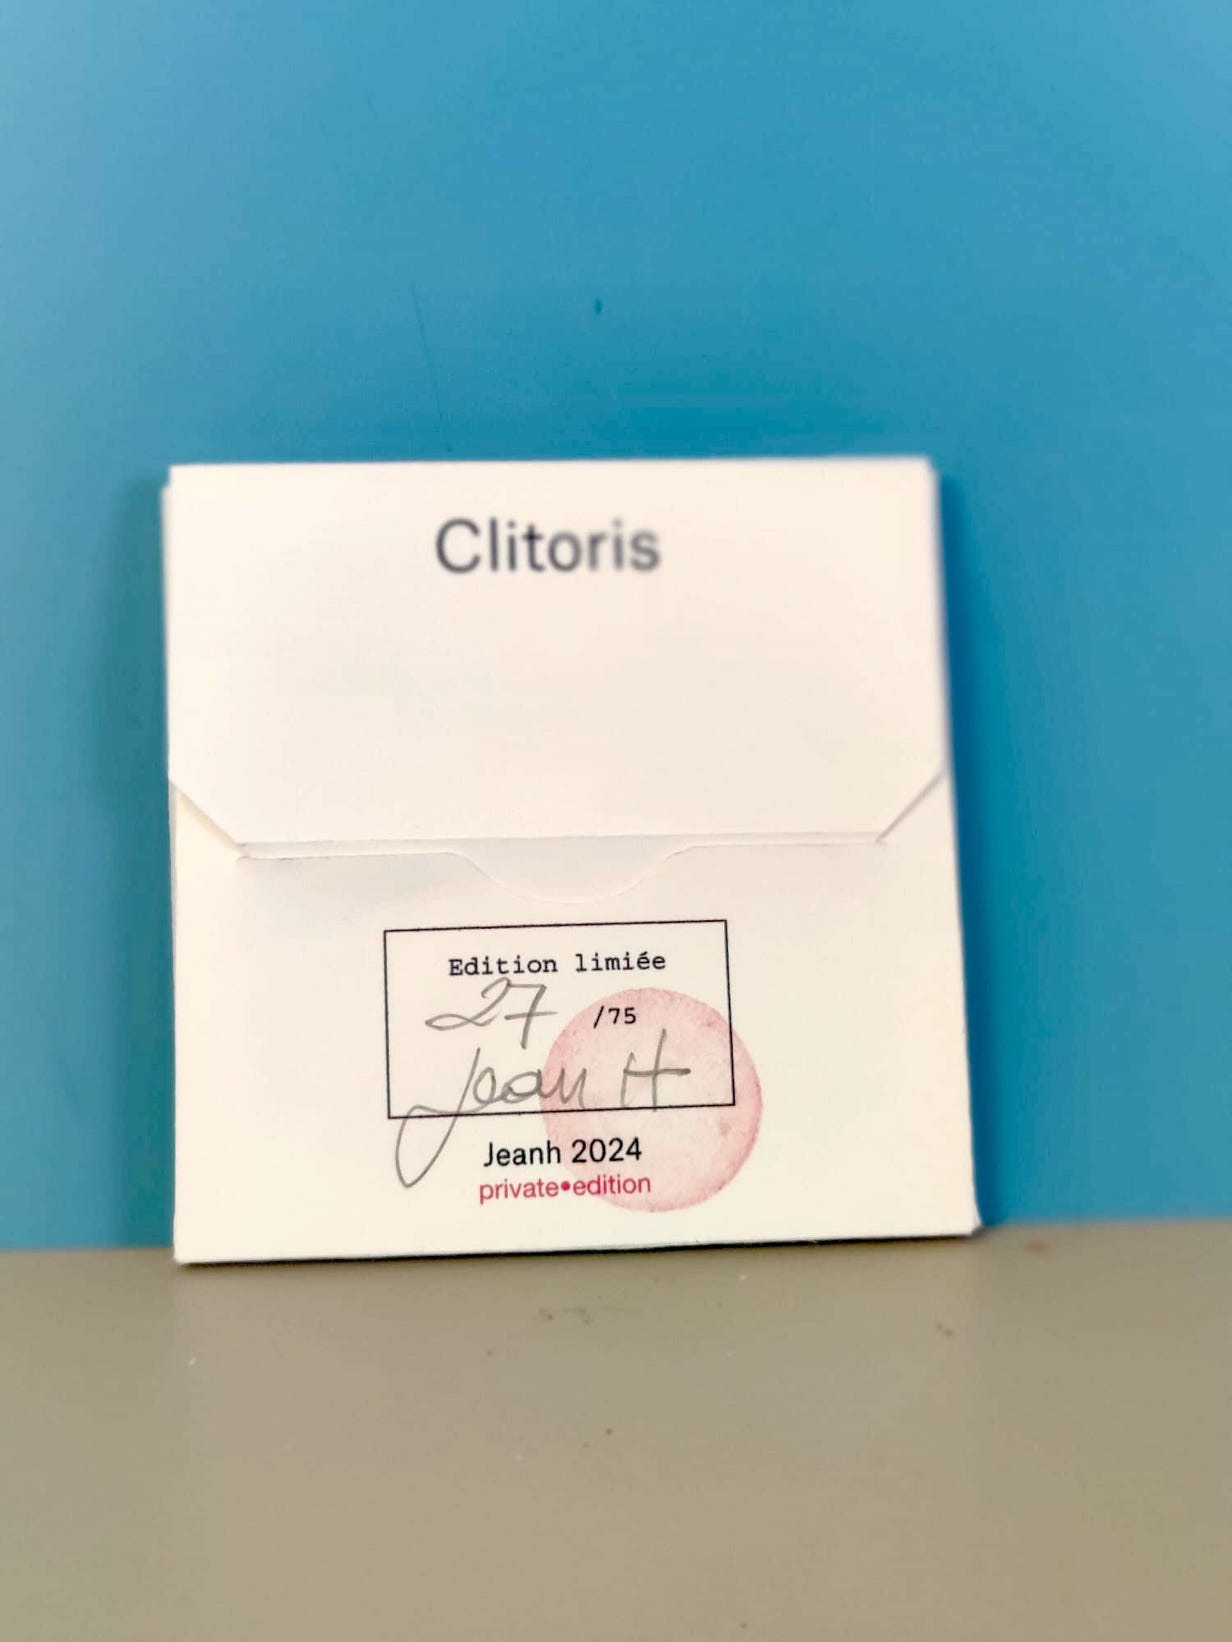 Clitoris
Edition limiée
27 /75
Jean H
Jeanh 2024
private•edition